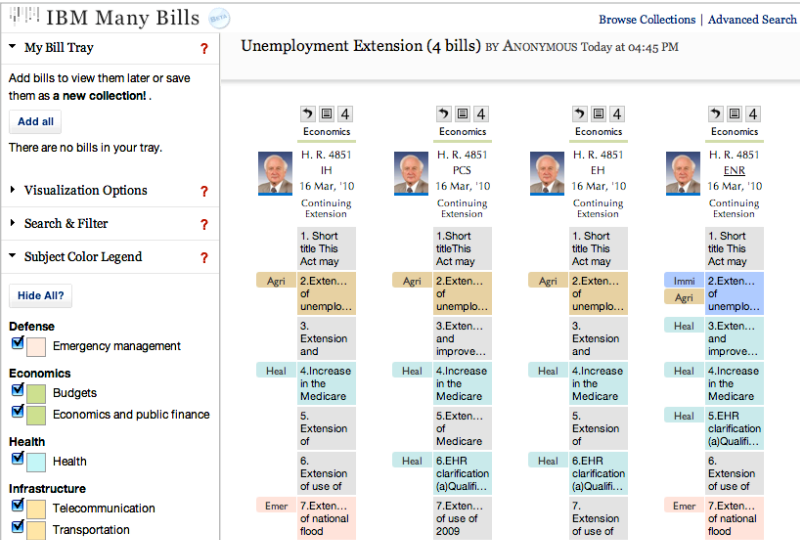 IBM Many Bills BETA
Browse Collections | Advanced Search
My Bill Tray ?
Add bills to view them later or save
them as a new collection! .
Add all
There are no bills in your tray.
Visualization Options ?
Search & Filter ?
Subject Color Legend ?
Hide All?
Defense
Emergency management
Economics
Budgets
Economics and public finance
Health
Health
Infrastructure
Telecommunication
Transportation
Unemployment Extension (4 bills) BY ANONYMOUS Today at 04:45 PM
4
Economics
H. R. 4851
IH
16 Mar, '10
Continuing
Extension
1. Short
title This
Act may
Agri
2.Exten...
of
unemplo...
3.
Extension
and
Heal
4.Increase
in the
Medicare
5.
Extension
of
6.
Extension
of use of
Emer
7.Exten...
of national
flood
4
Economics
H. R. 4851
PCS
16 Mar, '10
Continuing
Extension
1.Short
titleThis
Act may
Agri
2.Exten...
of
unemplo...
3.Exten...
and
improve...
Heal
4.Increase
in the
Medicare
5.Exten...
of
Medicare
Heal
6.EHR
clarification
(a)Qualifi...
7.Exten...
of use of
2009
4
Economics
H. R. 4851
EH
16 Mar, '10
Continuing
Extension
1. Short
title This
Act may
Agri
2.Exten...
of
unemplo...
3.
Extension
and
Heal
4.Increase
in the
Medicare
5.
Extension
of
Heal
6.EHR
clarification
(a)Qualifi...
7.
Extension
of use of
4
Economics
H. R. 4851
ENR
16 Mar, '10
Continuing
Extension
1. Short
title This
Act may
Immi
Agri
2.Exten...
of
unemplo...
Heal
3.Exten...
and
improve...
Heal
4.Increase
in the
Medicare
Heal
5.EHR
clarification
(a)Qualifi...
6.
Extension
of use of
Emer
7.Exten...
of national
flood